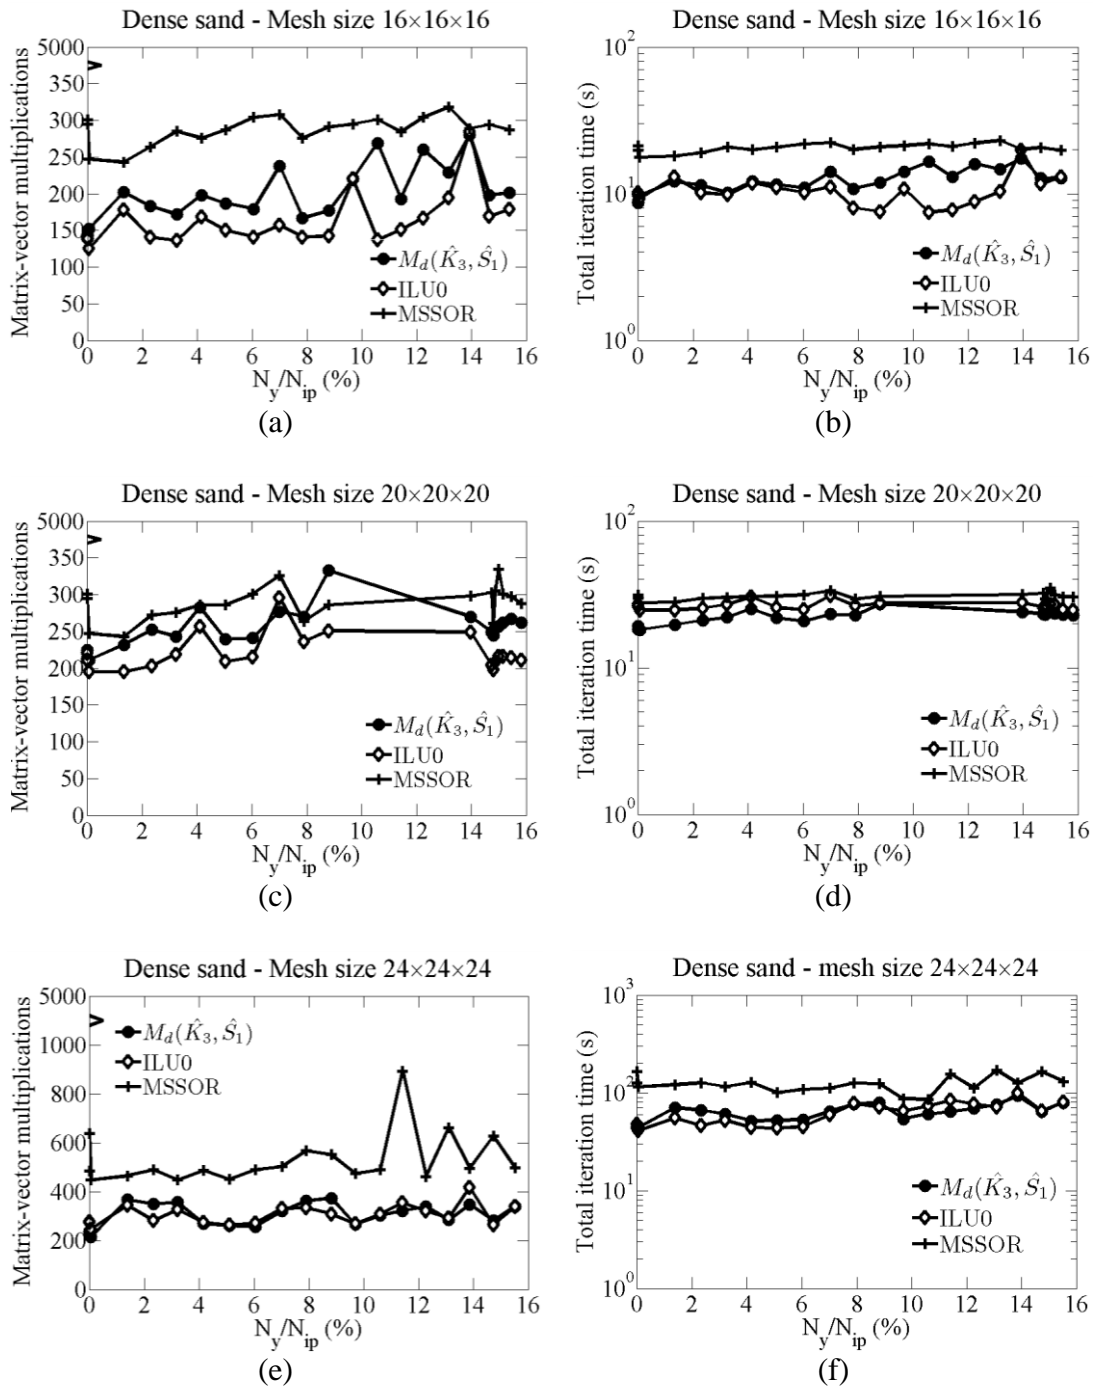 Dense sand - Mesh size 16×16×16
Matrix-vector multiplications
5000
350
300
250
200
150
100
50
0
0 2 4 6 8 10 12 14 16
N_y/N_ip (%)
M_d(K̂_3, Ŝ_1)
ILU0
MSSOR
(a)
Dense sand - Mesh size 16×16×16
Total iteration time (s)
10^2
10^1
10^0
0 2 4 6 8 10 12 14 16
N_y/N_ip (%)
M_d(K̂_3, Ŝ_1)
ILU0
MSSOR
(b)
Dense sand - Mesh size 20×20×20
Matrix-vector multiplications
5000
350
300
250
200
150
100
50
0
0 2 4 6 8 10 12 14 16
N_y/N_ip (%)
M_d(K̂_3, Ŝ_1)
ILU0
MSSOR
(c)
Dense sand - Mesh size 20×20×20
Total iteration time (s)
10^2
10^1
10^0
0 2 4 6 8 10 12 14 16
N_y/N_ip (%)
M_d(K̂_3, Ŝ_1)
ILU0
MSSOR
(d)
Dense sand - Mesh size 24×24×24
Matrix-vector multiplications
5000
1000
800
600
400
200
0
0 2 4 6 8 10 12 14 16
N_y/N_ip (%)
M_d(K̂_3, Ŝ_1)
ILU0
MSSOR
(e)
Dense sand - mesh size 24×24×24
Total iteration time (s)
10^3
10^2
10^1
10^0
0 2 4 6 8 10 12 14 16
N_y/N_ip (%)
M_d(K̂_3, Ŝ_1)
ILU0
MSSOR
(f)